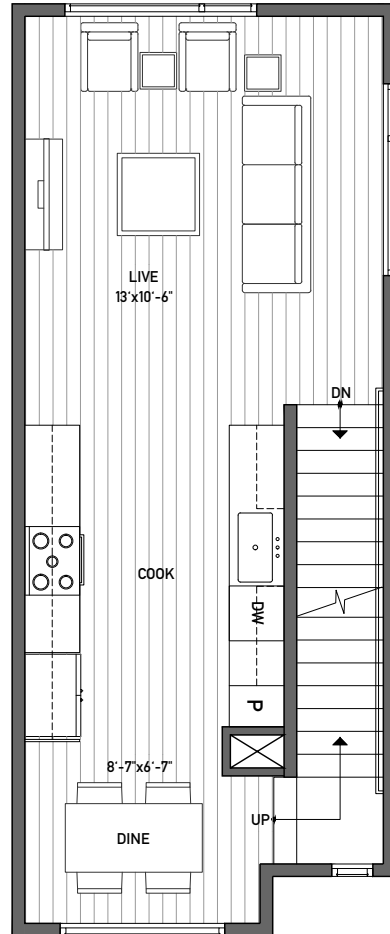 LIVE
13'x10'-6"
DN
COOK
DW
P
8'-7"x6'-7"
UP
DINE